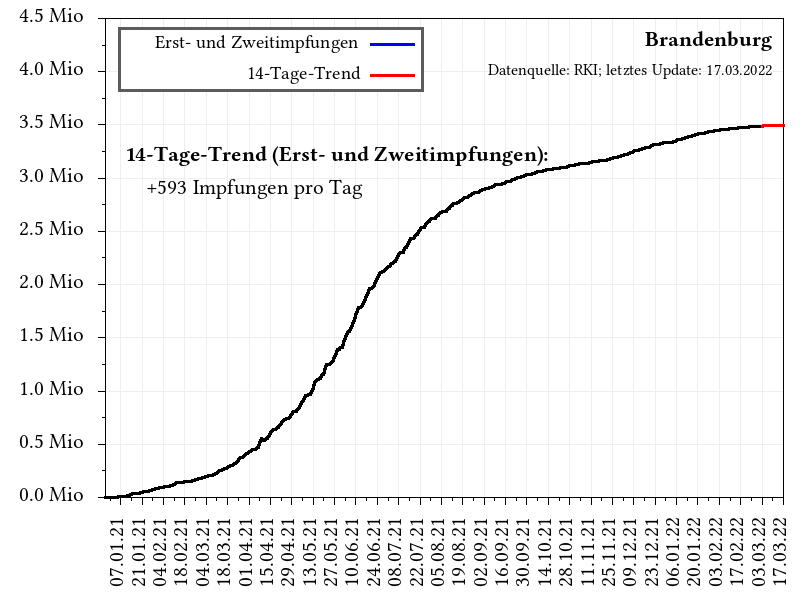 4.5 Mio
4.0 Mio
3.5 Mio
3.0 Mio
2.5 Mio
2.0 Mio
1.5 Mio
1.0 Mio
0.5 Mio
0.0 Mio
Erst- und Zweitimpfungen
14-Tage-Trend
Brandenburg
Datenquelle: RKI; letztes Update: 17.03.2022
14-Tage-Trend (Erst- und Zweitimpfungen):
+593 Impfungen pro Tag
07.01.21
21.01.21
04.02.21
18.02.21
04.03.21
18.03.21
01.04.21
15.04.21
29.04.21
13.05.21
27.05.21
10.06.21
24.06.21
08.07.21
22.07.21
05.08.21
19.08.21
02.09.21
16.09.21
30.09.21
14.10.21
28.10.21
11.11.21
25.11.21
09.12.21
23.12.21
06.01.22
20.01.22
03.02.22
17.02.22
03.03.22
17.03.22